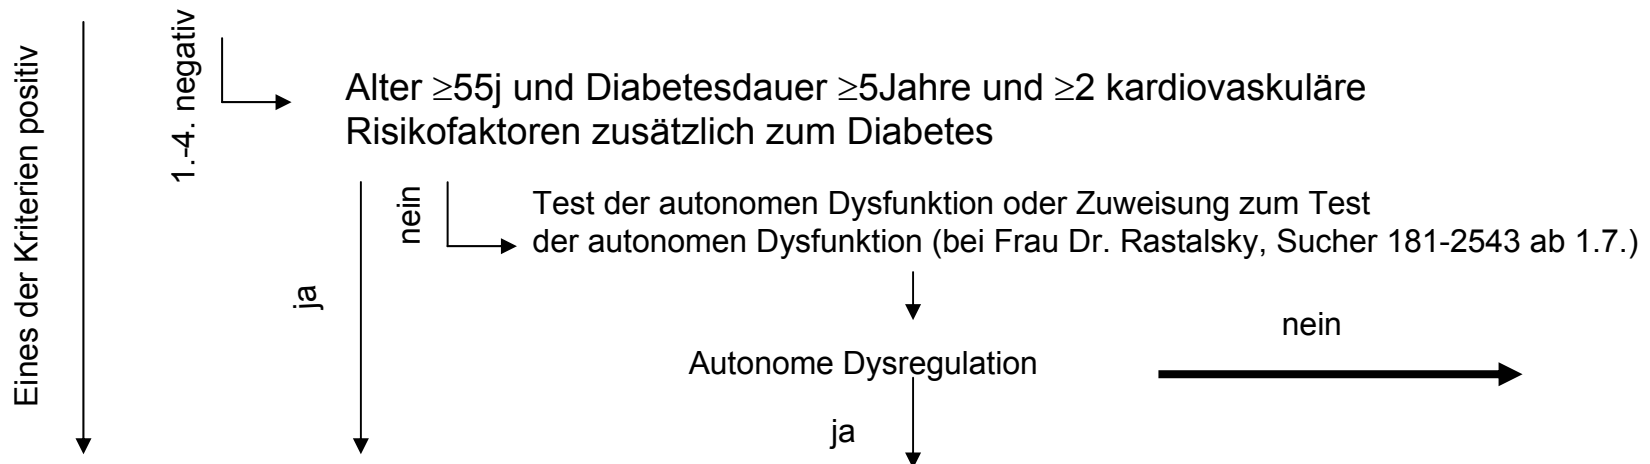 Eines der Kriterien positiv
1.-4. negativ
Alter ≥55j und Diabetesdauer ≥5Jahre und ≥2 kardiovaskuläre
Risikofaktoren zusätzlich zum Diabetes
nein
Test der autonomen Dysfunktion oder Zuweisung zum Test
der autonomen Dysfunktion (bei Frau Dr. Rastalsky, Sucher 181-2543 ab 1.7.)
ja
nein
Autonome Dysregulation
ja